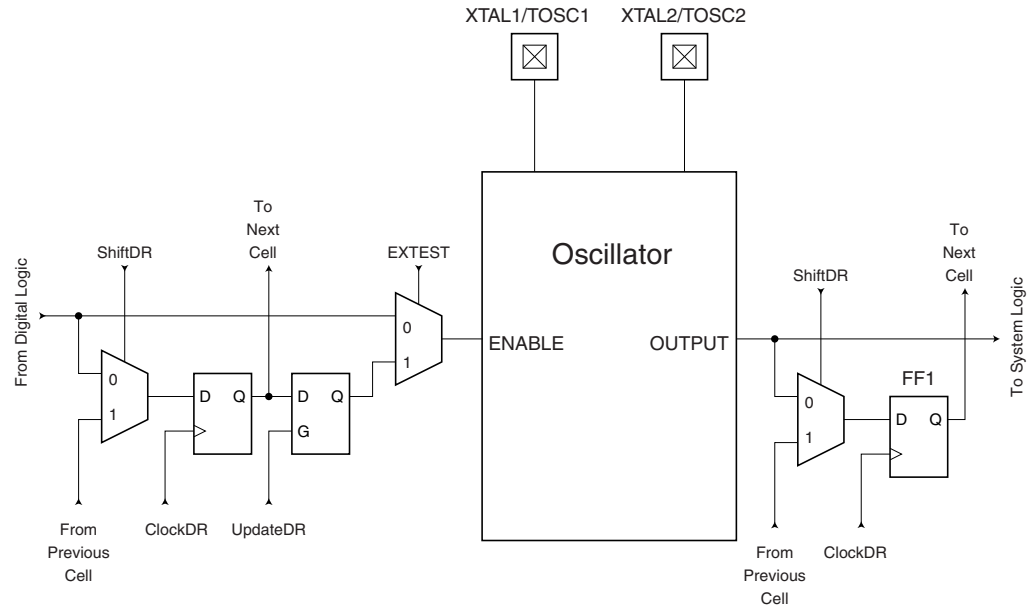 XTAL1/TOSC1
XTAL2/TOSC2
To
Next
Cell
ShiftDR
EXTEST
From Digital Logic
0
1
D Q
D Q
G
0
1
From
Previous
Cell
ClockDR
UpdateDR
Oscillator
ENABLE
OUTPUT
To
Next
Cell
ShiftDR
To System Logic
FF1
0
1
D Q
From
Previous
Cell
ClockDR